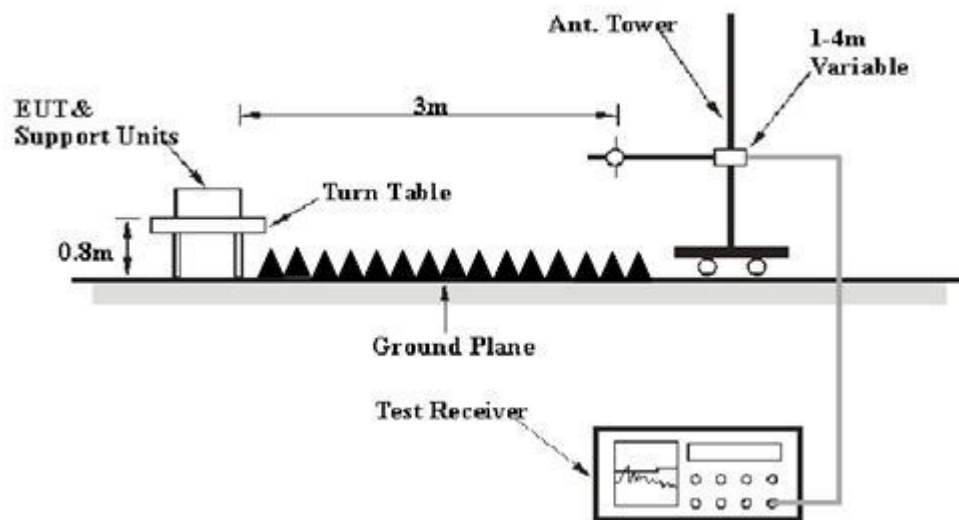 Ant. Tower
1-4m
Variable
3m
EUT&
Support Units
Turn Table
0.8m
Ground Plane
Test Receiver